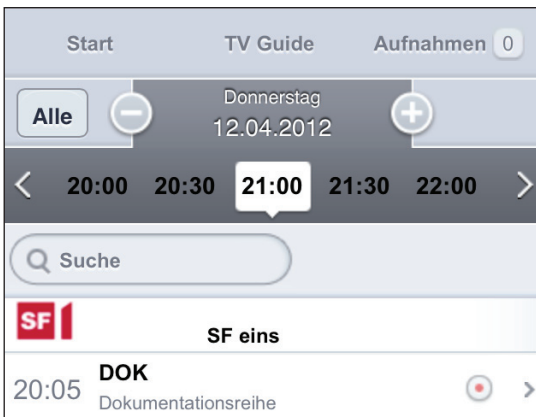 Start TV Guide Aufnahmen 0
Donnerstag
Alle 12.04.2012
20:00 20:30 21:00 21:30 22:00
Suche
SF 1
SF eins
DOK
20:05
Dokumentationsreihe